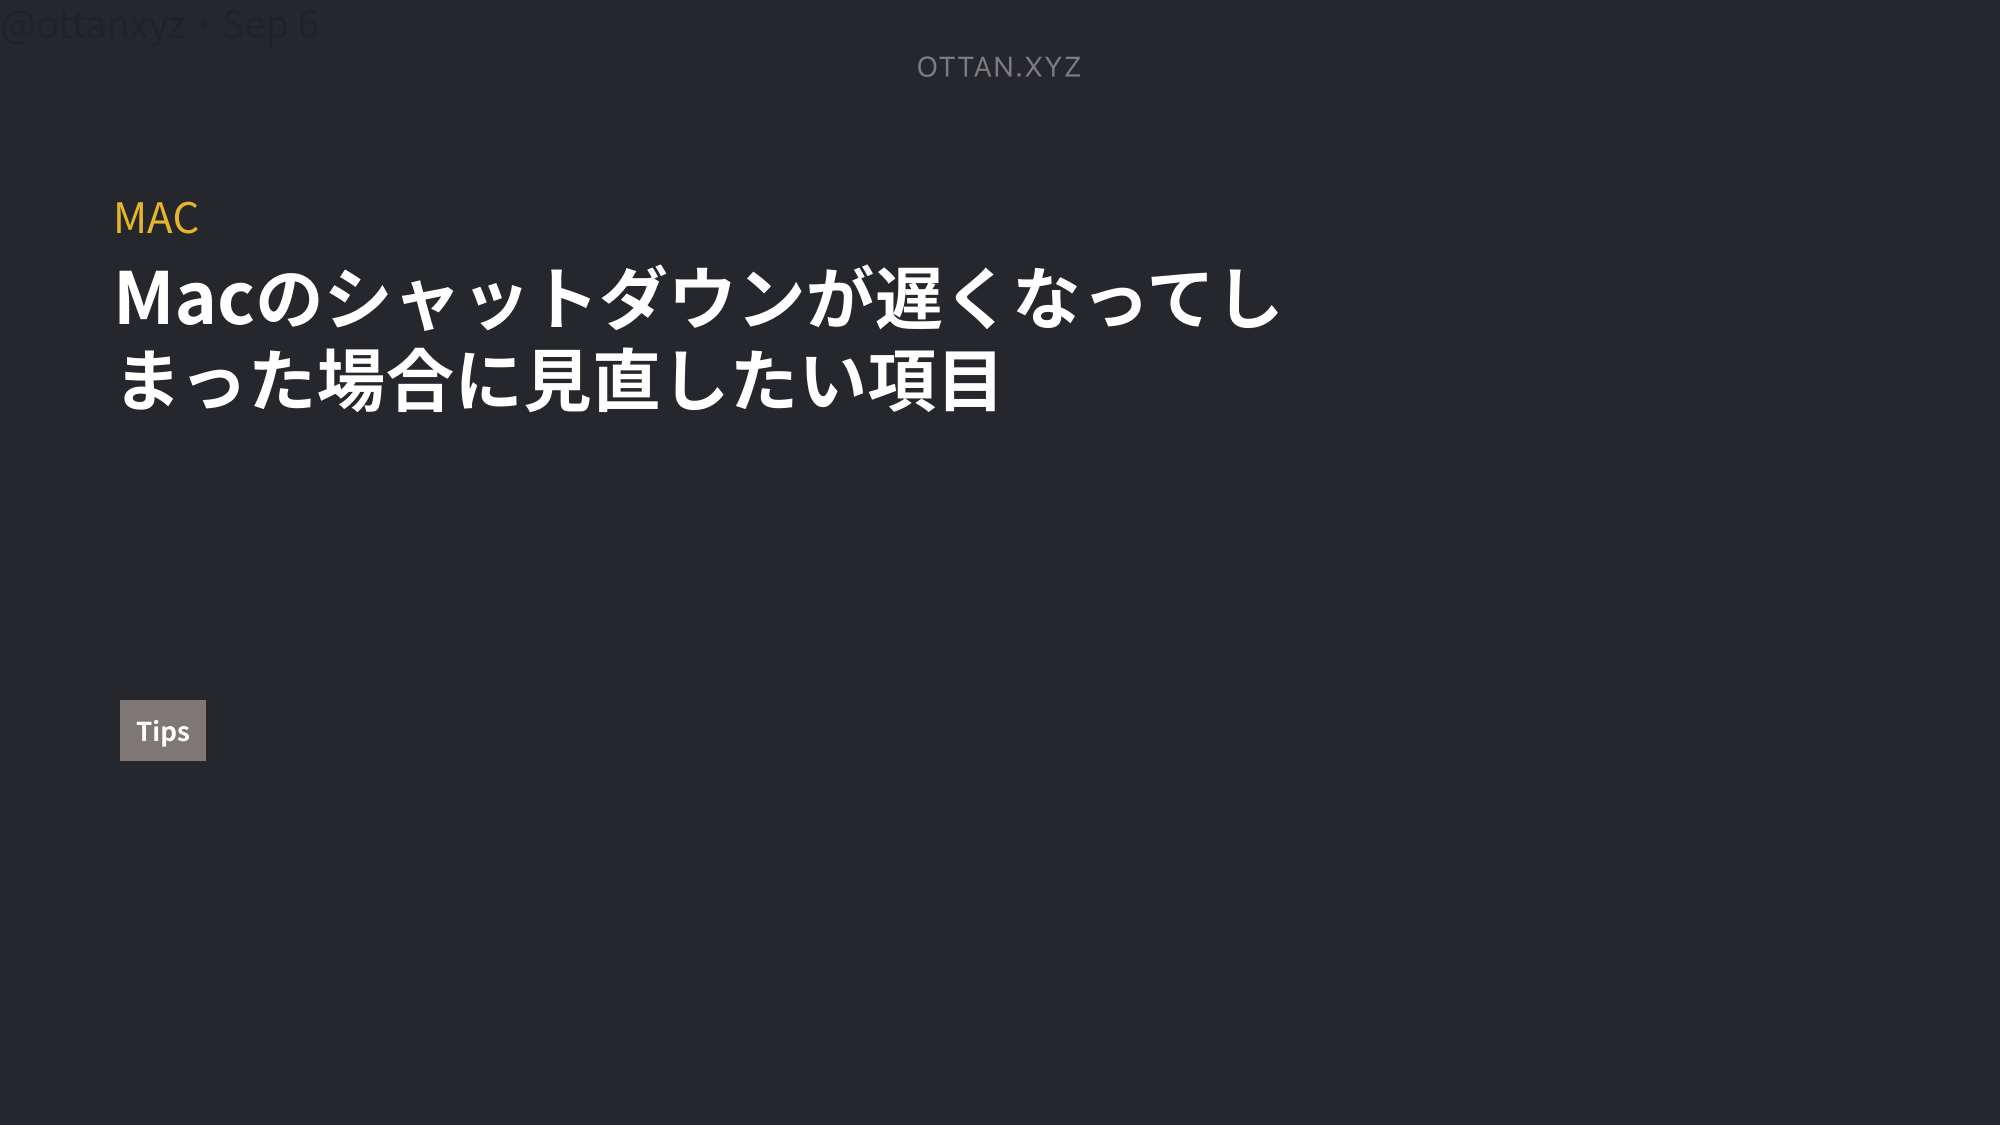 @ottanxyz・Sep 6
OTTAN.XYZ
MAC
Macのシャットダウンが遅くなってし
まった場合に見直したい項目
Tips